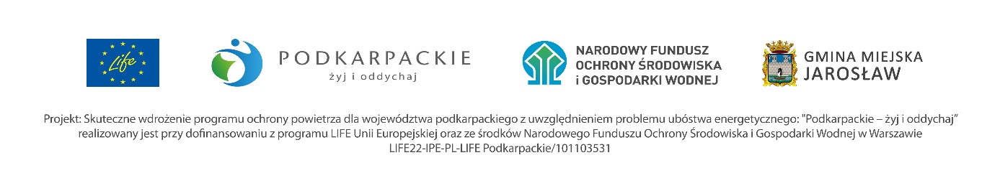 Life
PODKARPACKIE
żyj i oddychaj
NARODOWY FUNDUSZ
OCHRONY ŚRODOWISKA
i GOSPODARKI WODNEJ
GMINA MIEJSKA
JAROSŁAW
Projekt: Skuteczne wdrożenie programu ochrony powietrza dla województwa podkarpackiego z uwzględnieniem problemu ubóstwa energetycznego: "Podkarpackie – żyj i oddychaj”
realizowany jest przy dofinansowaniu z programu LIFE Unii Europejskiej oraz ze środków Narodowego Funduszu Ochrony Środowiska i Gospodarki Wodnej w Warszawie
LIFE22-IPE-PL-LIFE Podkarpackie/101103531